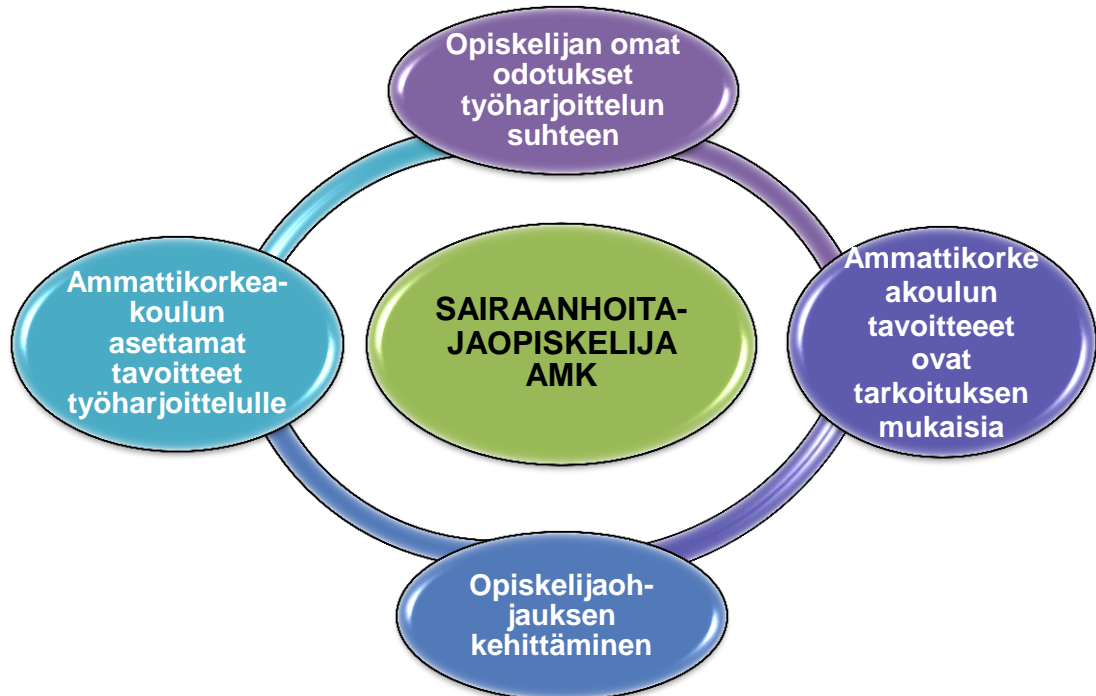 Opiskelijan omat
odotukset
työharjoittelun
suhteen
Ammattikorkea-
koulun
asettamat
tavoitteet
työharjoittelulle
SAIRAANHOITA-
JAOPISKELIJA
AMK
Ammattikorke
akoulun
tavoitteeet
ovat
tarkoituksen
mukaisia
Opiskelijaoh-
jauksen
kehittäminen